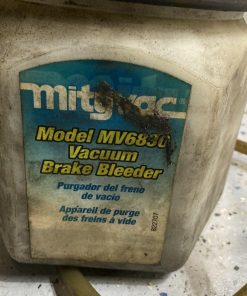 mityvac
Model MV6830
Vacuum
Brake Bleeder
Purgador del freno
de vacío
Appareil de purge
des freins à vide